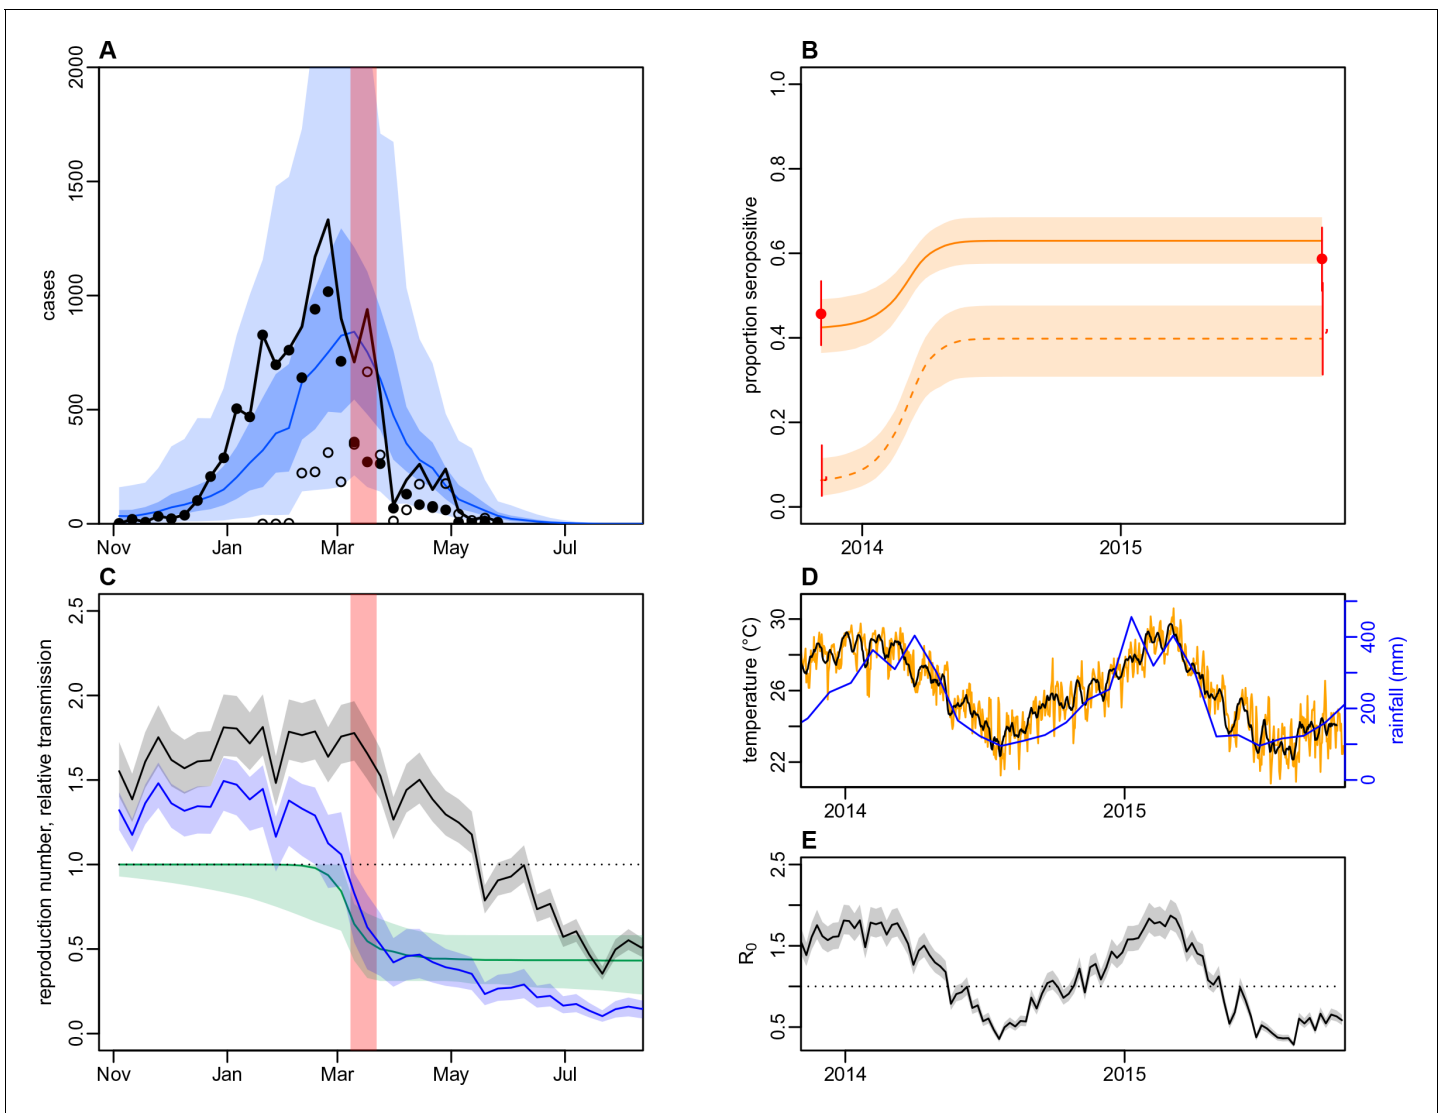 A
cases
0
500
1000
1500
2000
Nov
Jan
Mar
May
Jul
B
proportion seropositive
0.0
0.2
0.4
0.6
0.8
1.0
2014
2015
C
reproduction number, relative transmission
0.0
0.5
1.0
1.5
2.0
2.5
Nov
Jan
Mar
May
Jul
D
temperature (°C)
22
26
30
rainfall (mm)
0
200
400
2014
2015
E
R0
0.5
1.5
2.5
2014
2015